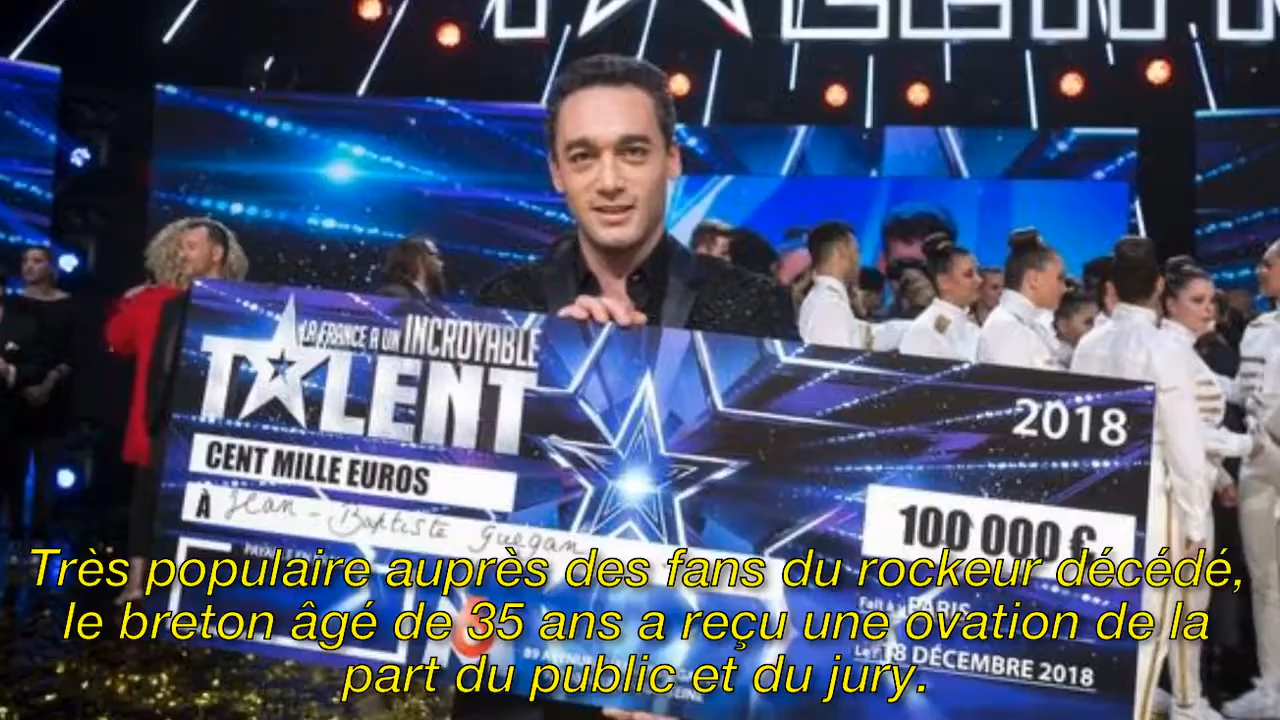 TALENT
LA FRANCE A UN INCROYABLE
TALENT
2018
CENT MILLE EUROS
À Jean-Baptiste Guégan
100 000 €
Très populaire auprès des fans du rockeur décédé,
le breton âgé de 35 ans a reçu une ovation de la
part du public et du jury.
PARIS
18 DÉCEMBRE 2018